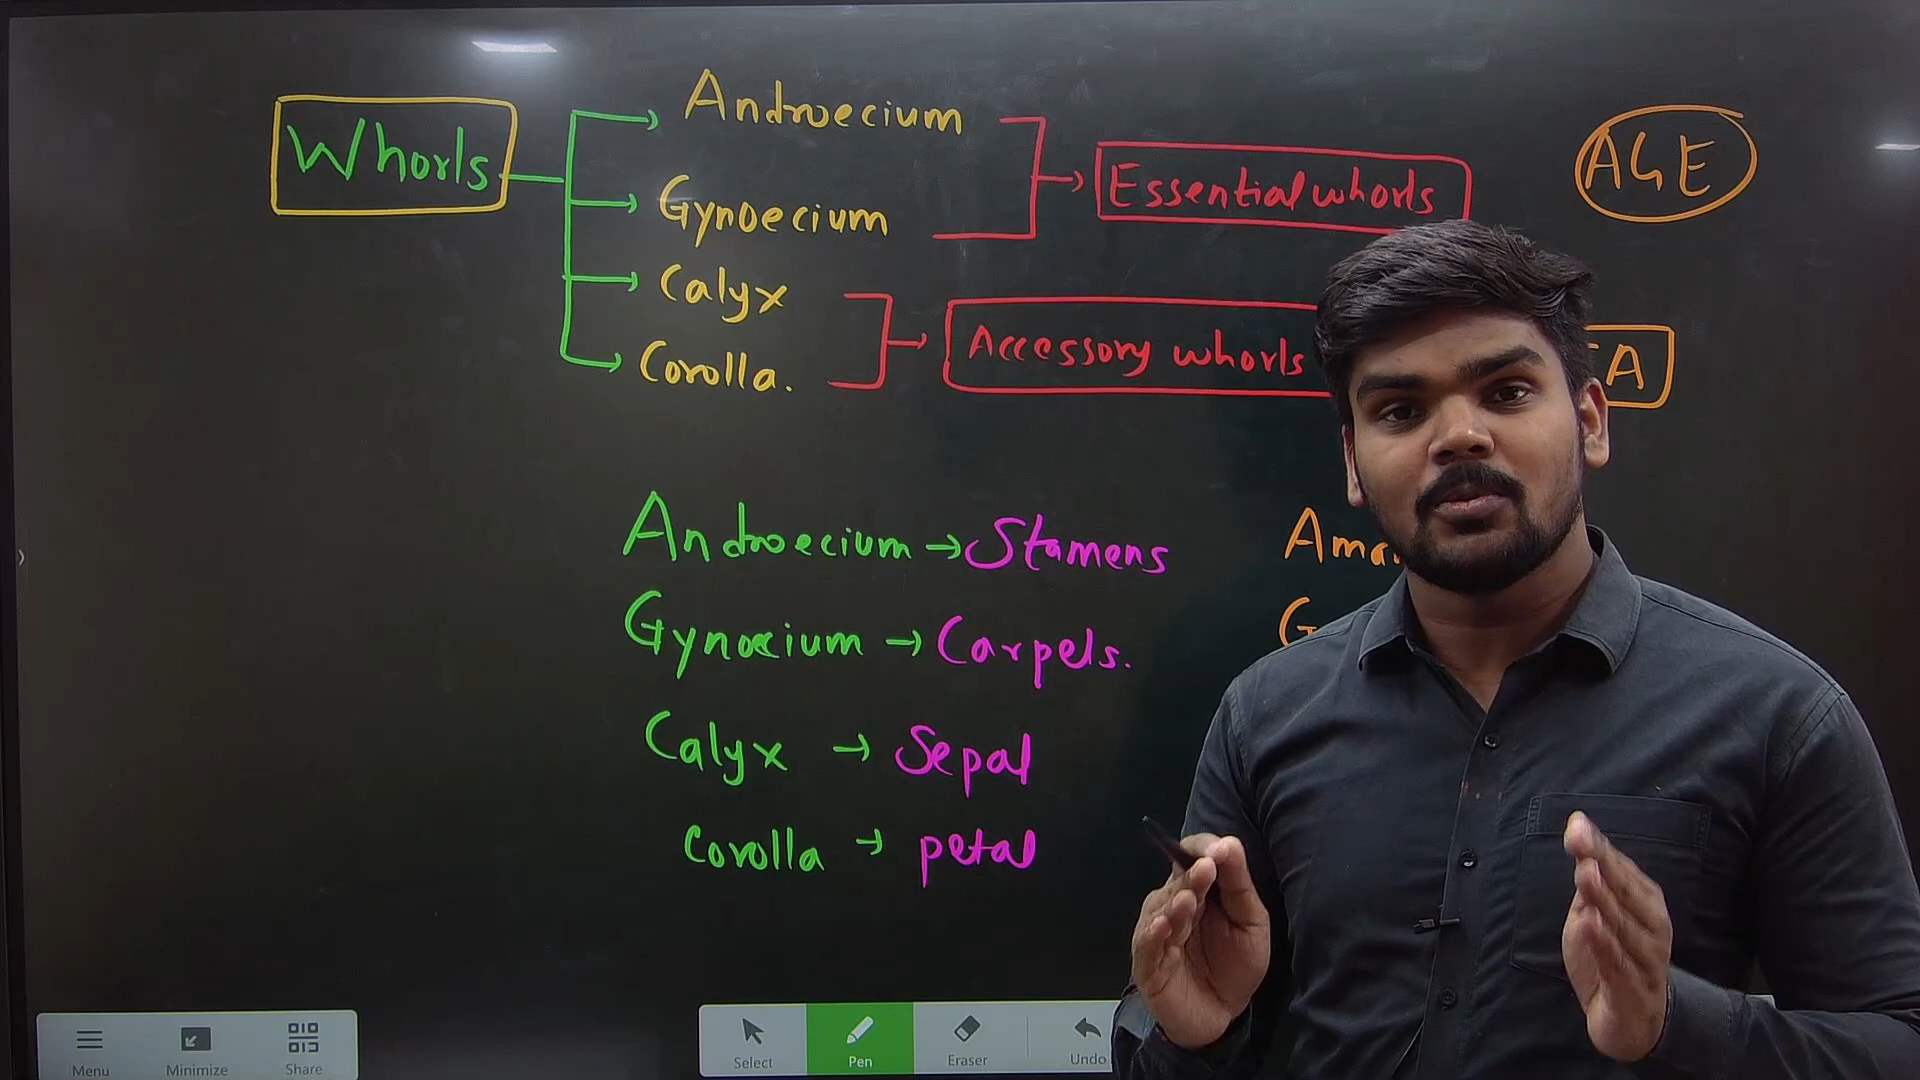 Whorls
Androecium
Gynoecium
Calyx
Corolla.
Essential whorls
Accessory whorls
AGE
A
Androecium → Stamens
Gynoecium → Carpels.
Calyx → Sepal
Corolla → petal
G
Menu
Minimize
Share
Select
Pen
Eraser
Undo